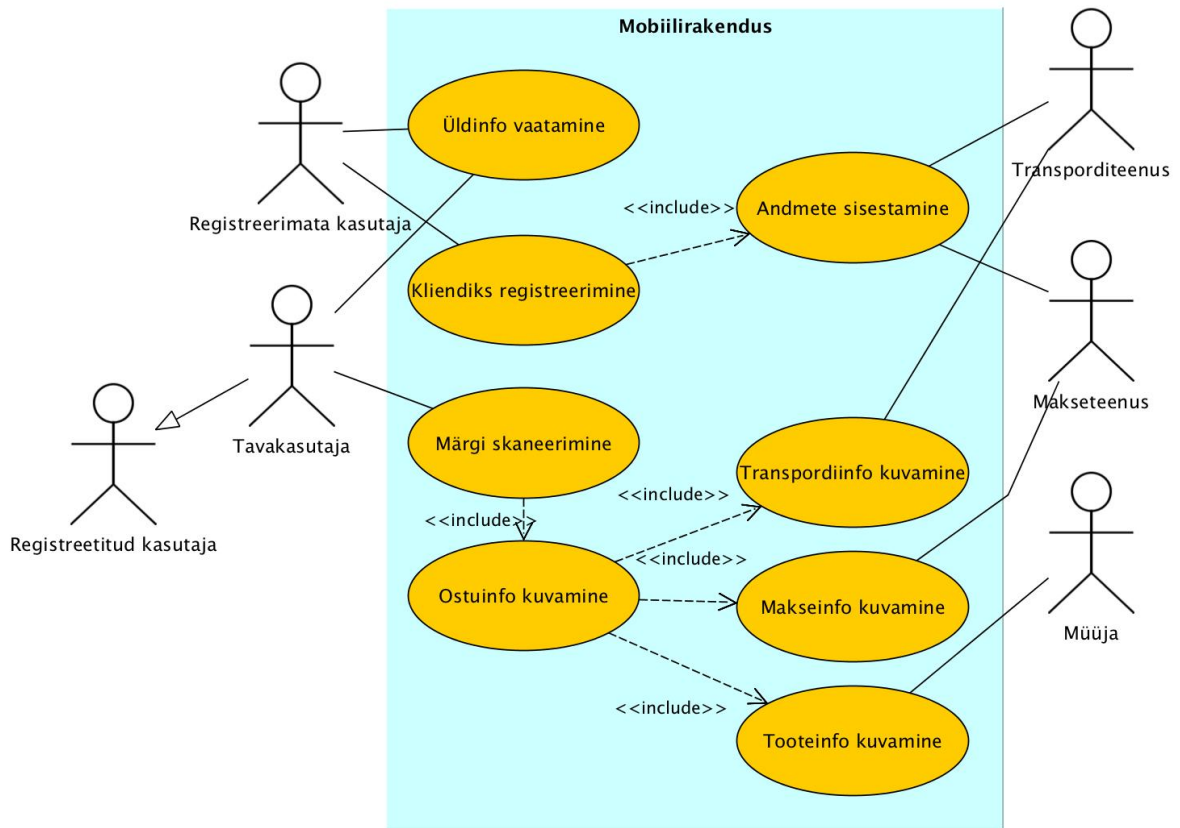 Mobiilirakendus
Üldinfo vaatamine
Transporditeenus
<<include>>
Andmete sisestamine
Registreerimata kasutaja
Kliendiks registreerimine
Makseteenus
Märgi skaneerimine
Tavakasutaja
Transpordiinfo kuvamine
<<include>>
<<include>>
Registreetitud kasutaja
<<include>>
Ostuinfo kuvamine
Makseinfo kuvamine
Müüja
<<include>>
Tooteinfo kuvamine